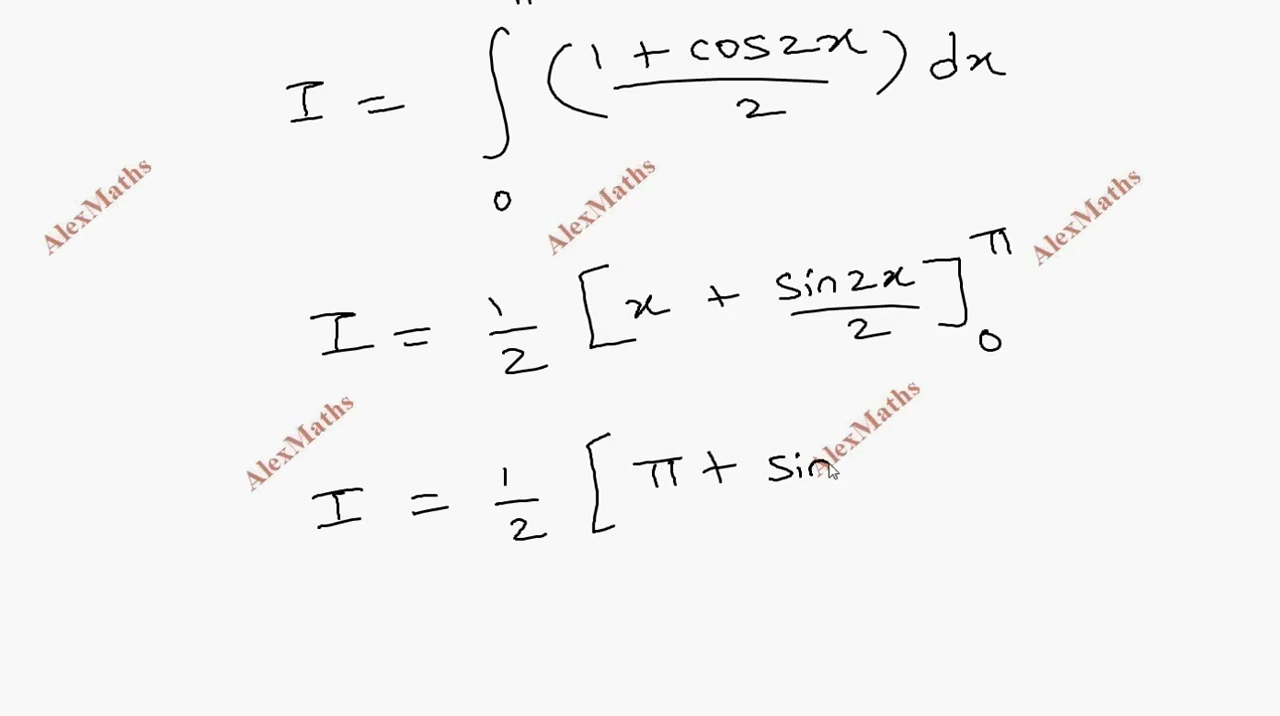 I = ∫₀ (1 + cos2x / 2) dx
AlexMaths AlexMaths AlexMaths
I = 1/2 [x + sin2x/2]₀^π
AlexMaths AlexMaths
I = 1/2 [π + sin